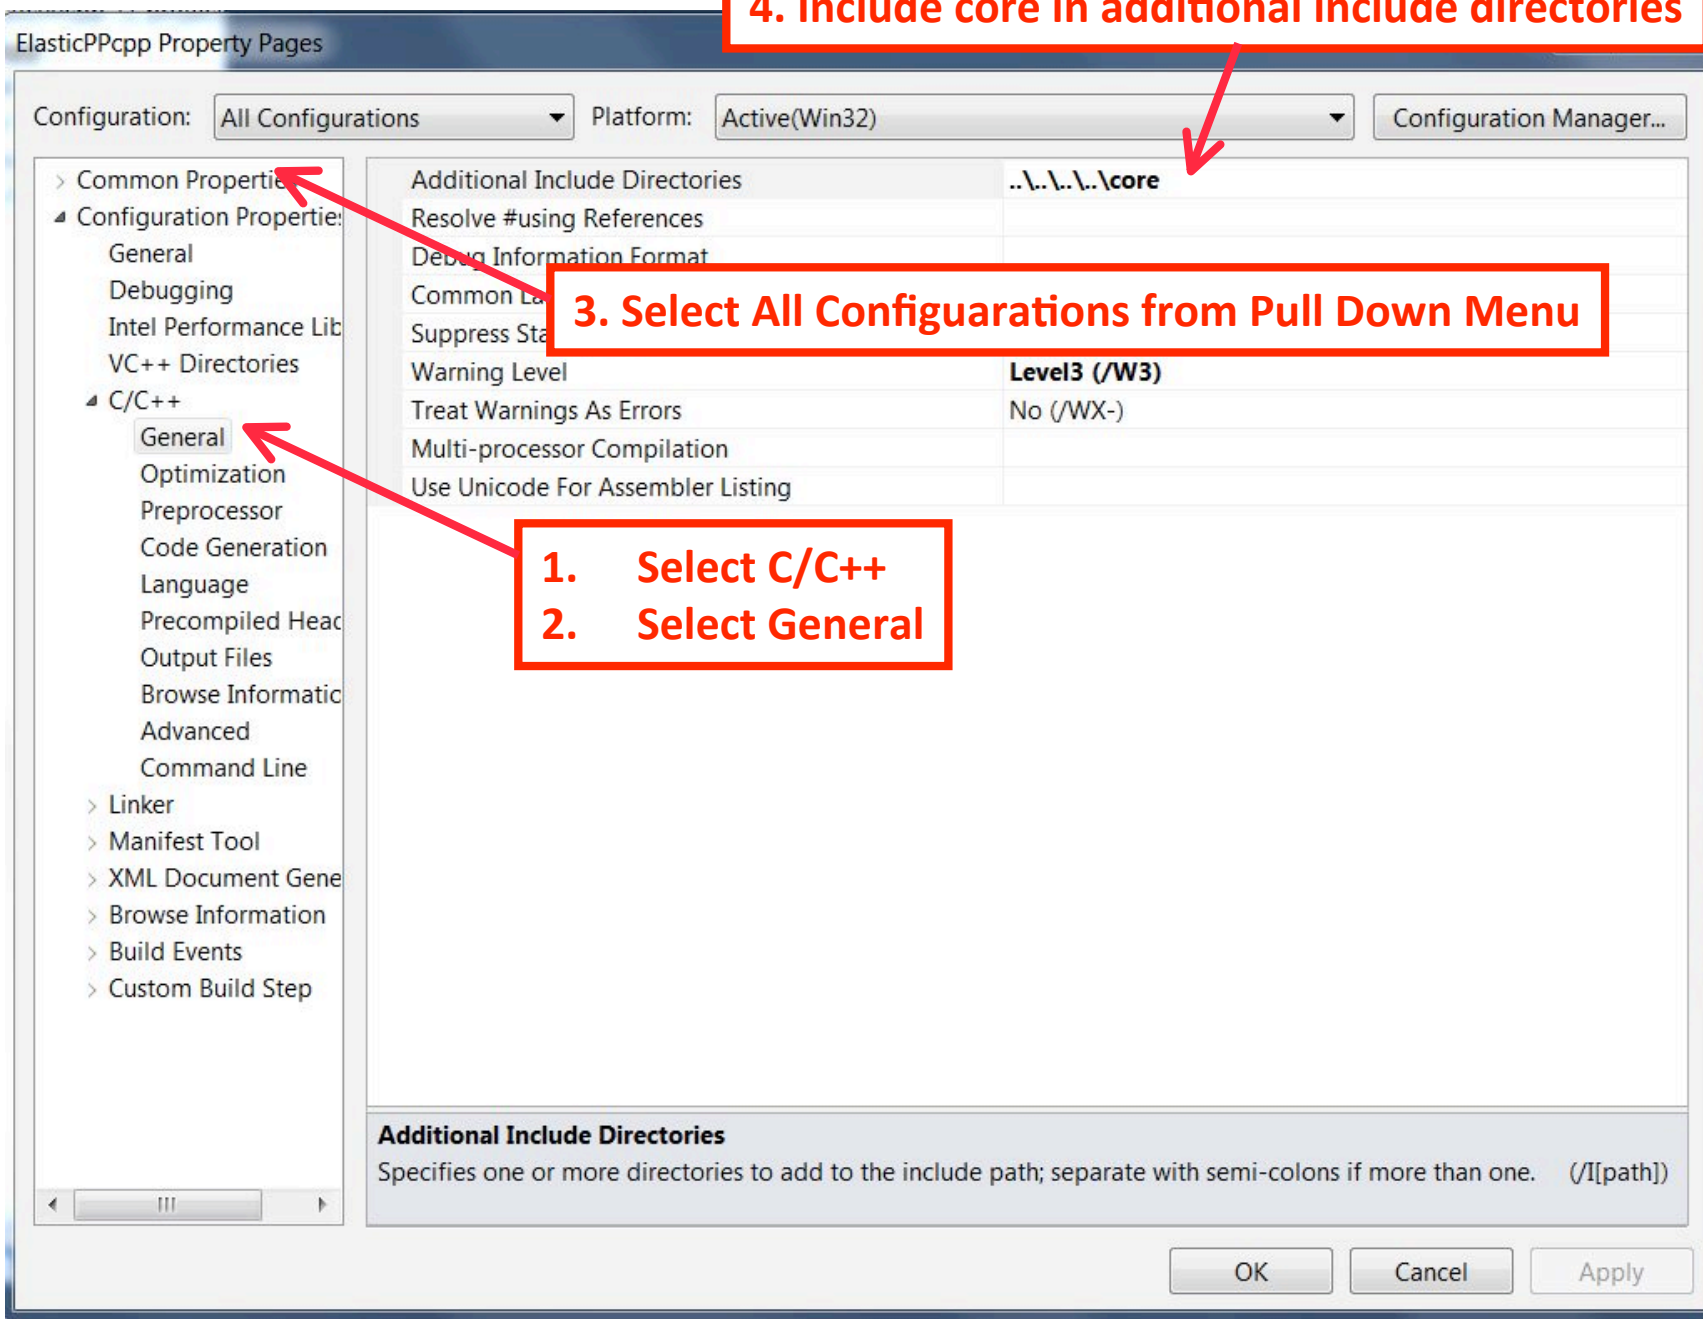 4. Include core in additional include directories
ElasticPPcpp Property Pages
Configuration: All Configurations Platform: Active(Win32) Configuration Manager...
Common Propertie
Configuration Propertie
General
Debugging
Intel Performance Lib
VC++ Directories
C/C++
General
Optimization
Preprocessor
Code Generation
Language
Precompiled Head
Output Files
Browse Informatic
Advanced
Command Line
Linker
Manifest Tool
XML Document Gene
Browse Information
Build Events
Custom Build Step
Additional Include Directories ..\..\..\..\core
Resolve #using References
Debug Information Format
Common La
Suppress Sta
3. Select All Configuarations from Pull Down Menu
Warning Level Level3 (/W3)
Treat Warnings As Errors No (/WX-)
Multi-processor Compilation
Use Unicode For Assembler Listing
1. Select C/C++
2. Select General
Additional Include Directories
Specifies one or more directories to add to the include path; separate with semi-colons if more than one. (/I[path])
OK Cancel Apply